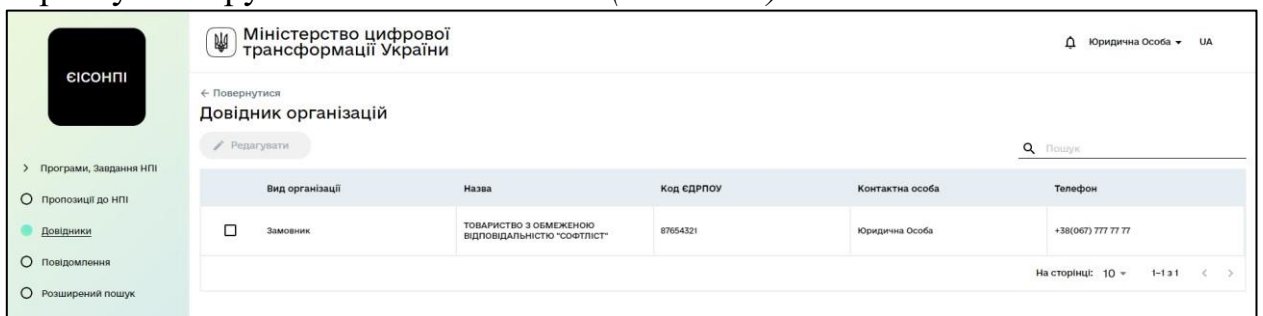 ЄІСОНПІ
Міністерство цифрової
трансформації України
Юридична Особа
UA
← Повернутися
Довідник організацій
Редагувати
Пошук
> Програми, Завдання НПІ
Пропозиції до НПІ
Довідники
Повідомлення
Розширений пошук
Вид організації Назва Код ЄДРПОУ Контактна особа Телефон
Замовник ТОВАРИСТВО З ОБМЕЖЕНОЮ ВІДПОВІДАЛЬНІСТЮ "СОФТЛІСТ" 87654321 Юридична Особа +38(067) 777 77 77
На сторінці: 10 1-1 з 1 < >